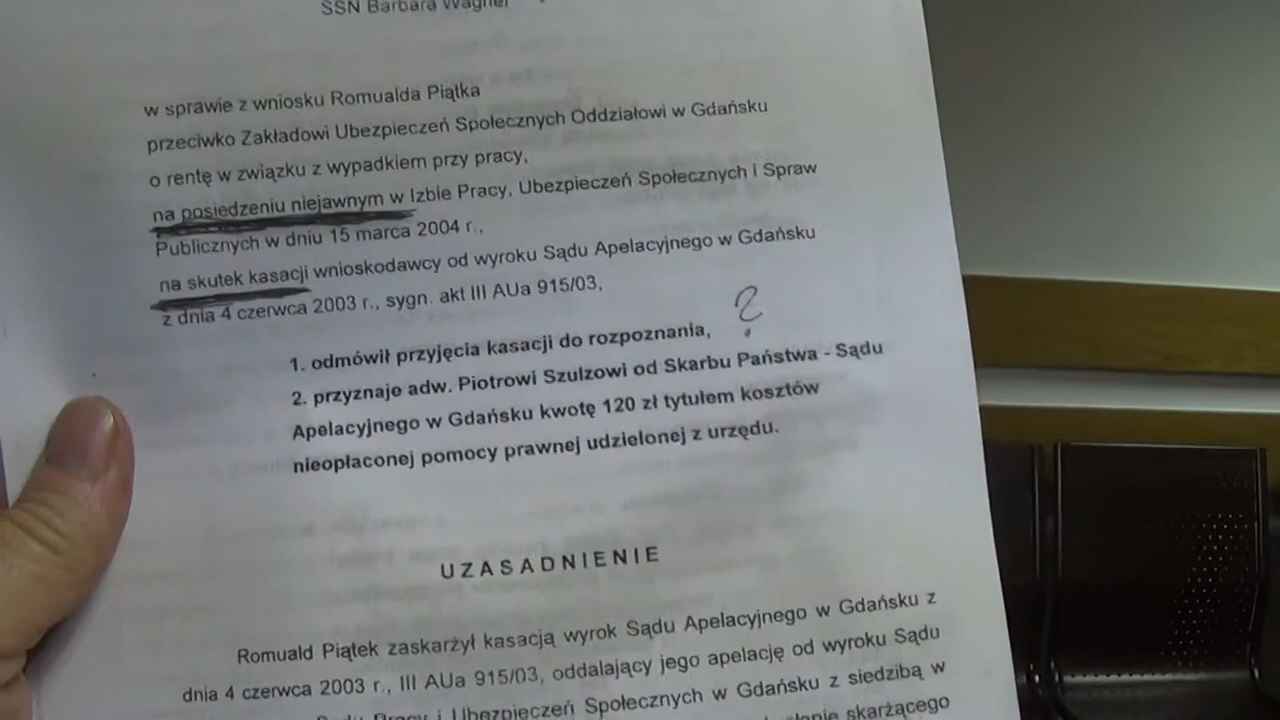 SSN Barbara Wagner
w sprawie z wniosku Romualda Piątka
przeciwko Zakładowi Ubezpieczeń Społecznych Oddziałowi w Gdańsku
o rentę w związku z wypadkiem przy pracy,
na posiedzeniu niejawnym w Izbie Pracy, Ubezpieczeń Społecznych i Spraw
Publicznych w dniu 15 marca 2004 r.,
na skutek kasacji wnioskodawcy od wyroku Sądu Apelacyjnego w Gdańsku
z dnia 4 czerwca 2003 r., sygn. akt III AUa 915/03,
1. odmówił przyjęcia kasacji do rozpoznania, ?
2. przyznaje adw. Piotrowi Szulzowi od Skarbu Państwa - Sądu
Apelacyjnego w Gdańsku kwotę 120 zł tytułem kosztów
nieopłaconej pomocy prawnej udzielonej z urzędu.
UZASADNIENIE
Romuald Piątek zaskarżył kasacją wyrok Sądu Apelacyjnego w Gdańsku z
dnia 4 czerwca 2003 r., III AUa 915/03, oddalający jego apelację od wyroku Sądu
Pracy i Ubezpieczeń Społecznych w Gdańsku z siedzibą w
skarżącego